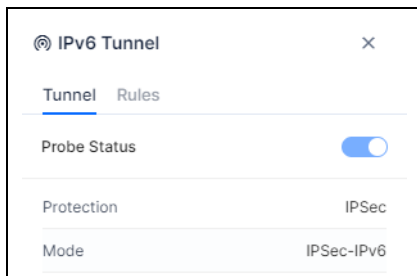 IPv6 Tunnel
Tunnel Rules
Probe Status
Protection IPSec
Mode IPSec-IPv6